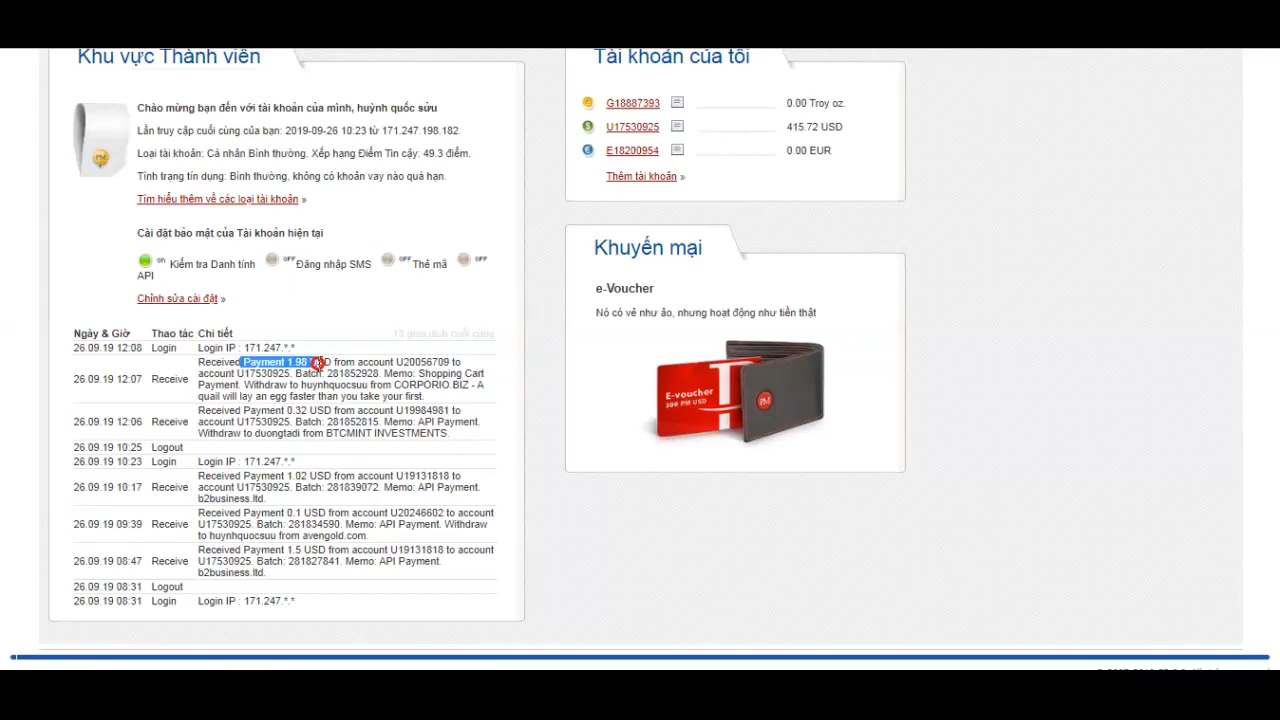 Khu vực Thành viên
Chào mừng bạn đến với tài khoản của mình, huỳnh quốc sửu
Lần truy cập cuối cùng của bạn: 2019-09-26 10:23 từ 171.247.198.182.
Loại tài khoản: Cá nhân Bình thường. Xếp hạng Điểm Tin cậy: 49.3 điểm.
Tình trạng tín dụng: Bình thường, không có khoản vay nào quá hạn.
Tìm hiểu thêm về các loại tài khoản »
Cài đặt bảo mật của Tài khoản hiện tại
on Kiểm tra Danh tính OFF Đăng nhập SMS OFF Thẻ mã OFF
API
Chỉnh sửa cài đặt »
Ngày & Giờ Thao tác Chi tiết 10 giao dịch cuối cùng
26.09.19 12:08 Login Login IP : 171.247.*.*
26.09.19 12:07 Receive
Received Payment 1.98 USD from account U20056709 to
account U17530925. Batch: 281852928. Memo: Shopping Cart
Payment. Withdraw to huynhquocsuu from CORPORIO.BIZ - A
quail will lay an egg faster than you take your first.
26.09.19 12:06 Receive
Received Payment 0.32 USD from account U19984981 to
account U17530925. Batch: 281852815. Memo: API Payment.
Withdraw to duongtadi from BTCMINT INVESTMENTS.
26.09.19 10:25 Logout
26.09.19 10:23 Login Login IP : 171.247.*.*
26.09.19 10:17 Receive
Received Payment 1.02 USD from account U19131818 to
account U17530925. Batch: 281839072. Memo: API Payment.
b2business.ltd.
26.09.19 09:39 Receive
Received Payment 0.1 USD from account U20246602 to account
U17530925. Batch: 281834590. Memo: API Payment. Withdraw
to huynhquocsuu from avengold.com.
26.09.19 08:47 Receive
Received Payment 1.5 USD from account U19131818 to account
U17530925. Batch: 281827841. Memo: API Payment.
b2business.ltd.
26.09.19 08:31 Logout
26.09.19 08:31 Login Login IP : 171.247.*.*
Tài khoản của tôi
G18887393 0.00 Troy oz.
U17530925 415.72 USD
E18200954 0.00 EUR
Thêm tài khoản »
Khuyến mại
e-Voucher
Nó có vẻ như ảo, nhưng hoạt động như tiền thật
E-voucher
200 PM USD
PM
PM